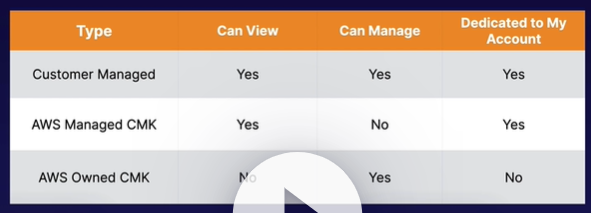 Type Can View Can Manage Dedicated to My
Account
Customer Managed Yes Yes Yes
AWS Managed CMK Yes No Yes
AWS Owned CMK No Yes No